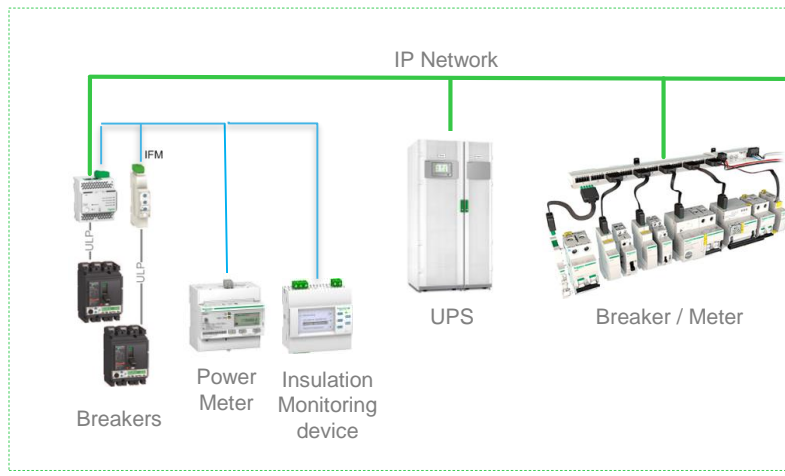 IP Network
IFM
ULP
ULP
UPS
Breaker / Meter
Power
Meter
Insulation
Monitoring
device
Breakers